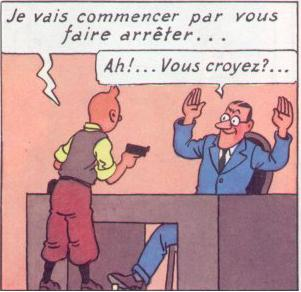 Je vais commencer par vous
faire arrêter...
Ah!...Vous croyez?...